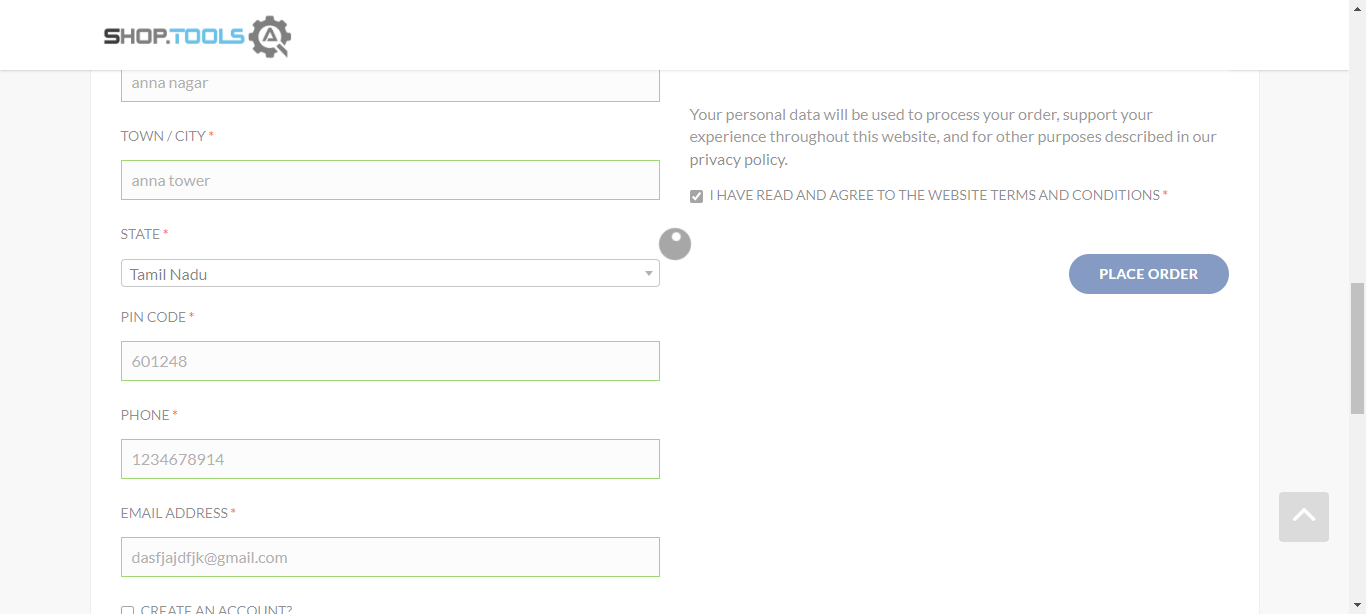 SHOP.TOOLS
anna nagar
TOWN / CITY *
anna tower
STATE *
Tamil Nadu
PIN CODE *
601248
PHONE *
1234678914
EMAIL ADDRESS *
dasfjajdfjk@gmail.com
CREATE AN ACCOUNT?
Your personal data will be used to process your order, support your
experience throughout this website, and for other purposes described in our
privacy policy.
I HAVE READ AND AGREE TO THE WEBSITE TERMS AND CONDITIONS *
PLACE ORDER